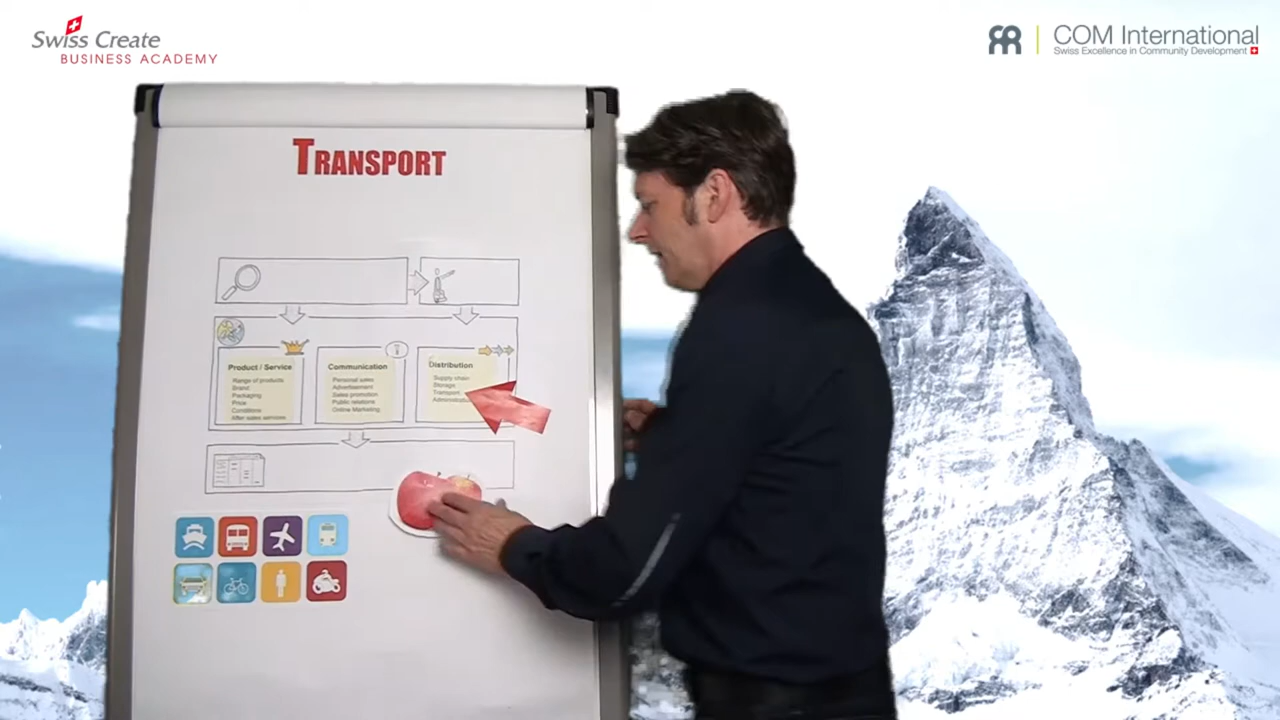 Swiss Create
BUSINESS ACADEMY
COM International
Swiss Excellence in Community Development
TRANSPORT
Product / Service
Range of products
Brand
Packaging
Price
Conditions
After sales services
Communication
Personal sales
Advertisement
Sales promotion
Public relations
Online Marketing
Distribution
Supply chain
Storage
Transport